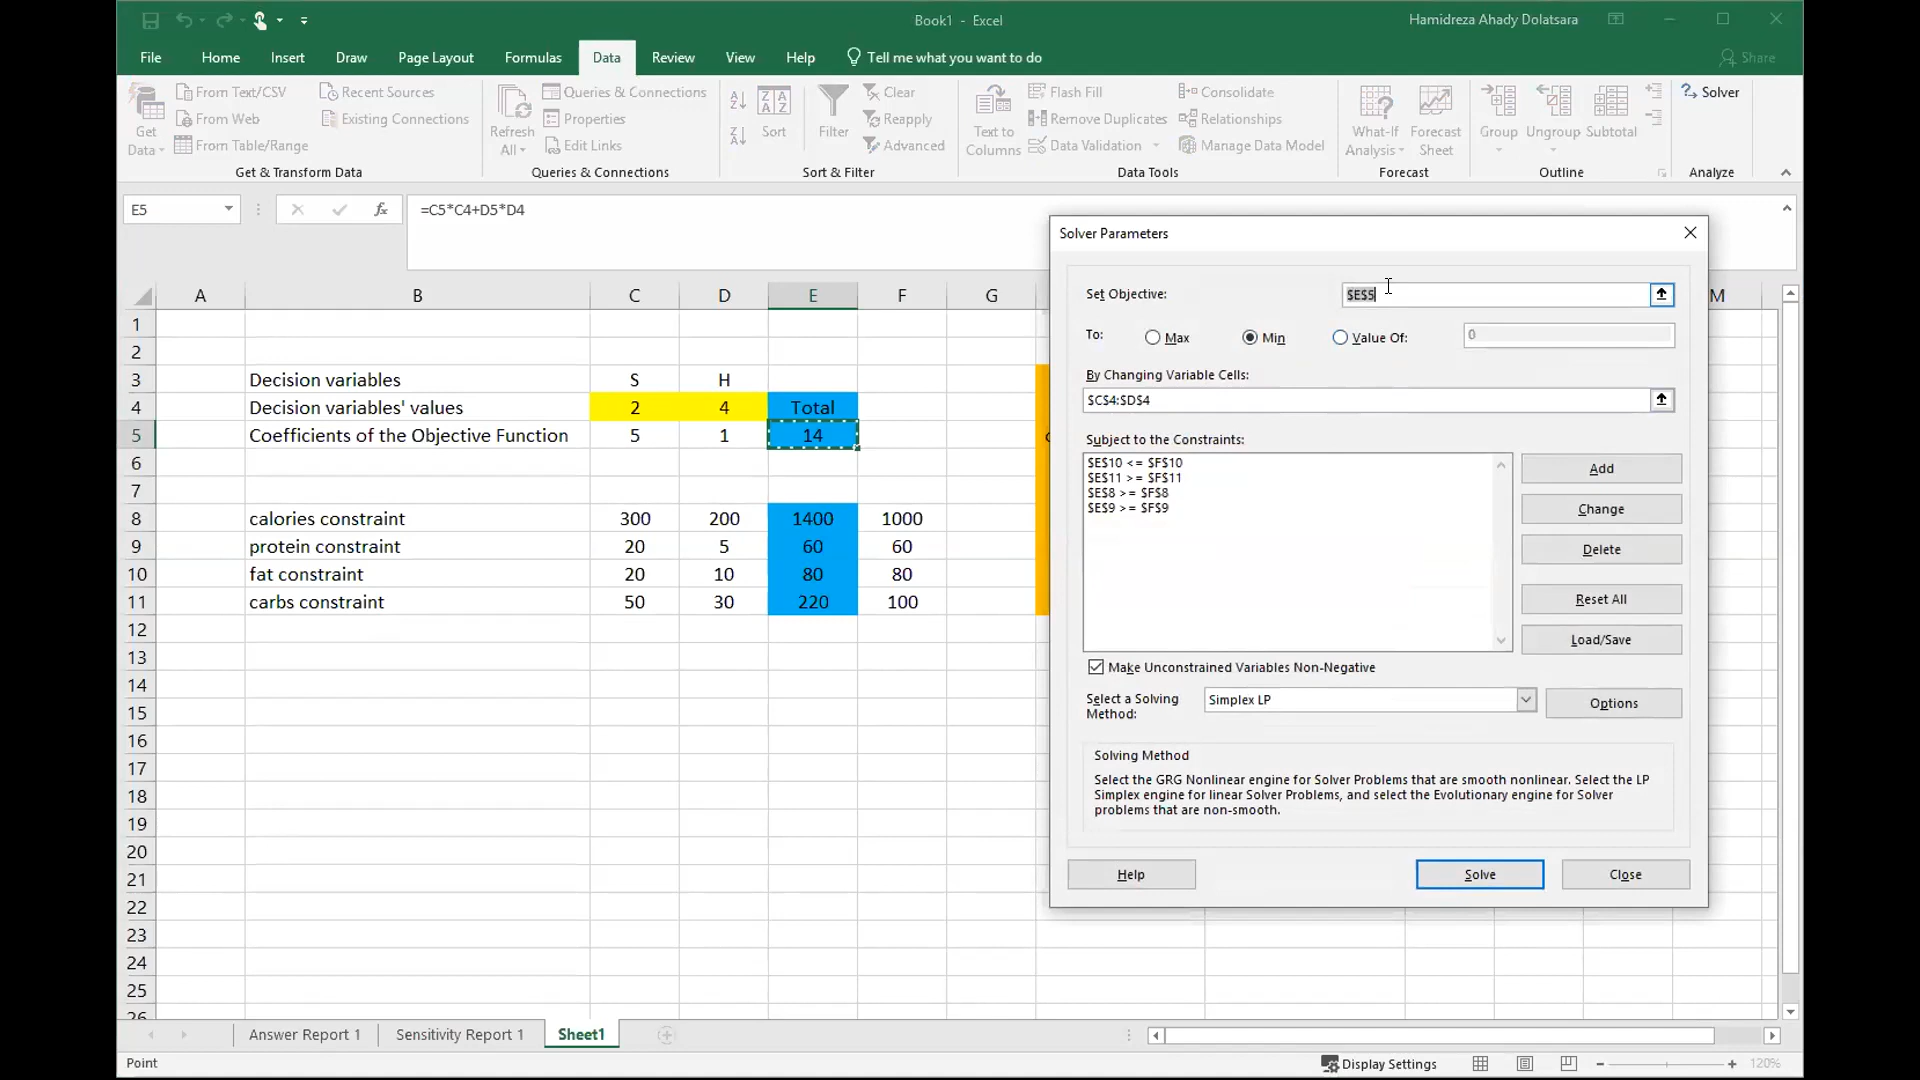 Book1 - Excel
Hamidreza Ahady Dolatsara
File Home Insert Draw Page Layout Formulas Data Review View Help Tell me what you want to do Share
Get Data
From Text/CSV
From Web
From Table/Range
Recent Sources
Existing Connections
Get & Transform Data
Refresh All
Queries & Connections
Properties
Edit Links
Queries & Connections
Sort
Filter
Clear
Reapply
Advanced
Sort & Filter
Text to Columns
Flash Fill
Remove Duplicates
Data Validation
Consolidate
Relationships
Manage Data Model
Data Tools
What-If Analysis
Forecast Sheet
Forecast
Group
Ungroup
Subtotal
Outline
Solver
Analyze
E5
fx
=C5*C4+D5*D4
A B C D E F G M
1
2
3 Decision variables S H
4 Decision variables' values 2 4 Total
5 Coefficients of the Objective Function 5 1 14
6
7
8 calories constraint 300 200 1400 1000
9 protein constraint 20 5 60 60
10 fat constraint 20 10 80 80
11 carbs constraint 50 30 220 100
12
13
14
15
16
17
18
19
20
21
22
23
24
25
26
Solver Parameters
Set Objective: $E$5
To: Max Min Value Of: 0
By Changing Variable Cells:
$C$4:$D$4
Subject to the Constraints:
$E$10 <= $F$10
$E$11 >= $F$11
$E$8 >= $F$8
$E$9 >= $F$9
Add
Change
Delete
Reset All
Load/Save
Make Unconstrained Variables Non-Negative
Select a Solving Method:
Simplex LP
Options
Solving Method
Select the GRG Nonlinear engine for Solver Problems that are smooth nonlinear. Select the LP
Simplex engine for linear Solver Problems, and select the Evolutionary engine for Solver
problems that are non-smooth.
Help
Solve
Close
Answer Report 1 Sensitivity Report 1 Sheet1
Point
Display Settings
120%